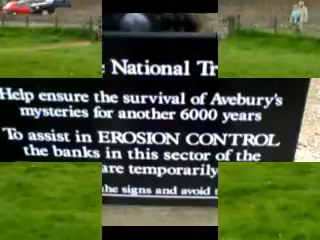 National Tr
Help ensure the survival of Avebury's
mysteries for another 6000 years
To assist in EROSION CONTROL
the banks in this sector of the
are temporarily
he signs and avoid